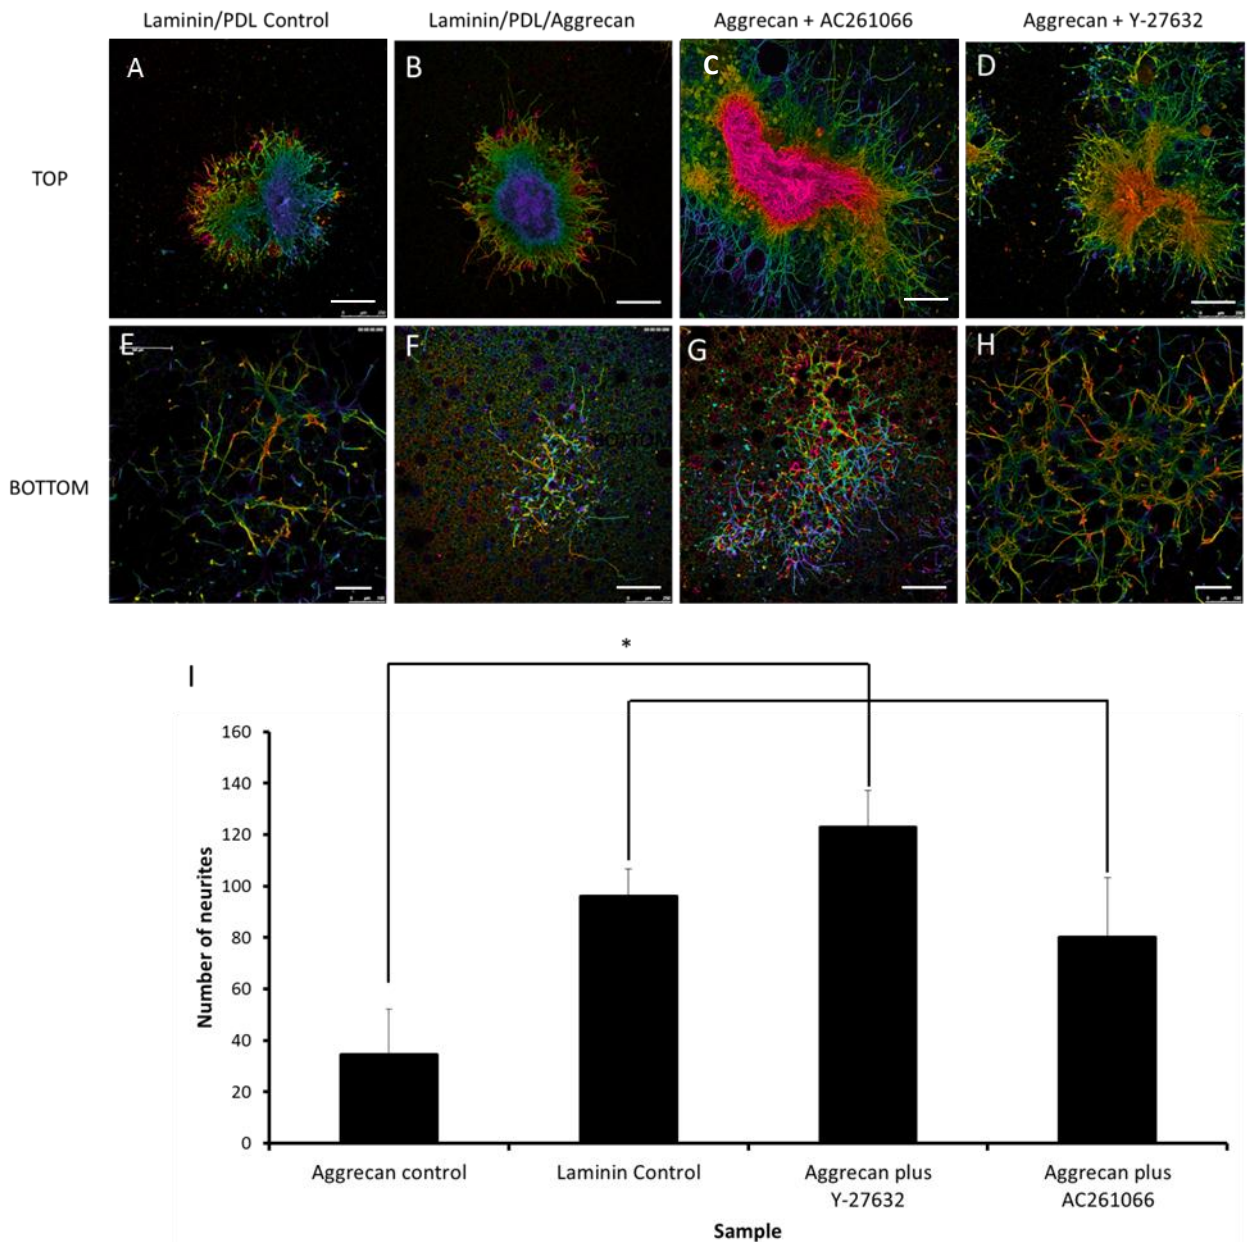 Laminin/PDL Control
Laminin/PDL/Aggrecan
Aggrecan + AC261066
Aggrecan + Y-27632
TOP
A
B
C
D
BOTTOM
E
F
BOTTOM
G
H
I
*
160
140
120
100
80
60
40
20
0
Number of neurites
Aggrecan control
Laminin Control
Aggrecan plus
Y-27632
Aggrecan plus
AC261066
Sample